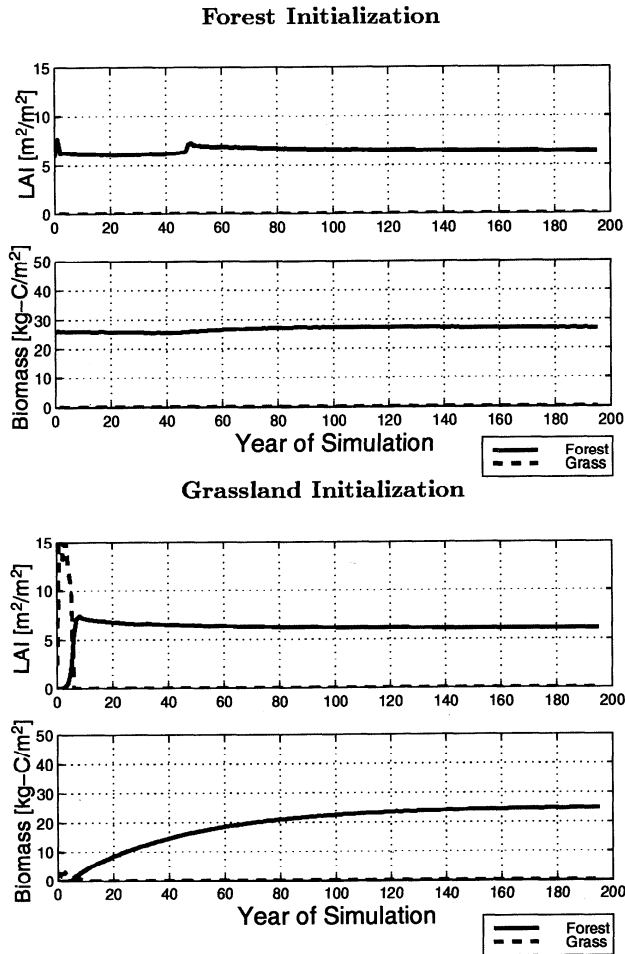 Forest Initialization
15
10
5
0
LAI [m²/m²]
0 20 40 60 80 100 120 140 160 180 200
50
40
30
20
10
0
Biomass [kg–C/m²]
0 20 40 60 80 100 120 140 160 180 200
Year of Simulation
Forest
Grass
Grassland Initialization
15
10
5
0
LAI [m²/m²]
0 20 40 60 80 100 120 140 160 180 200
50
40
30
20
10
0
Biomass [kg–C/m²]
0 20 40 60 80 100 120 140 160 180 200
Year of Simulation
Forest
Grass